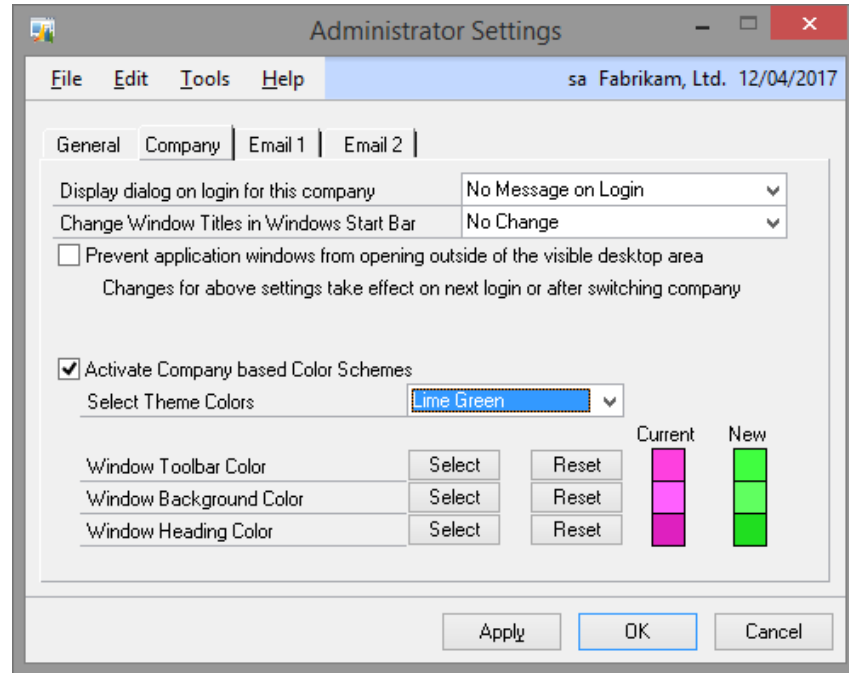 Administrator Settings
File Edit Tools Help sa Fabrikam, Ltd. 12/04/2017
General Company Email 1 Email 2
Display dialog on login for this company No Message on Login
Change Window Titles in Windows Start Bar No Change
Prevent application windows from opening outside of the visible desktop area
Changes for above settings take effect on next login or after switching company
Activate Company based Color Schemes
Select Theme Colors Lime Green
Current New
Window Toolbar Color Select Reset
Window Background Color Select Reset
Window Heading Color Select Reset
Apply OK Cancel